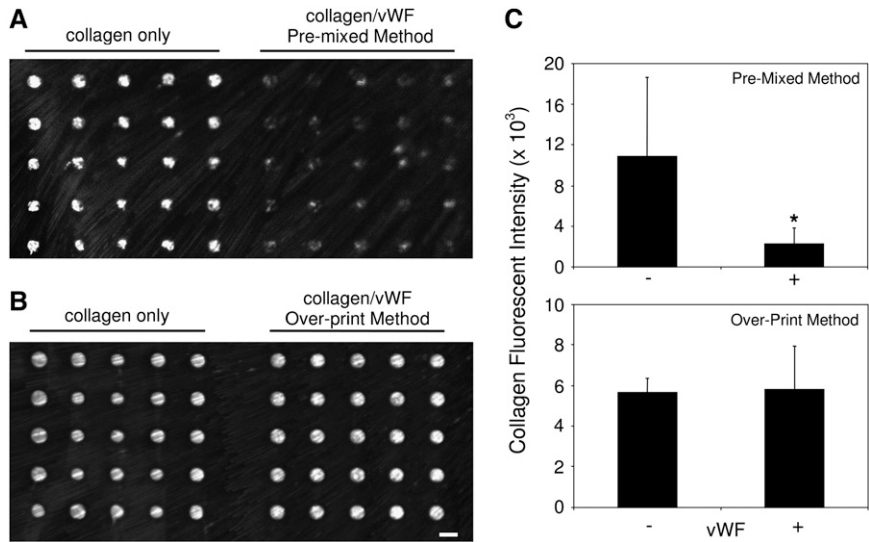 A
collagen only
collagen/vWF
Pre-mixed Method
B
collagen only
collagen/vWF
Over-print Method
C
Collagen Fluorescent Intensity (x 10³)
Pre-Mixed Method
20
16
12
8
4
0
*
- +
Over-Print Method
10
8
6
4
2
0
- vWF +